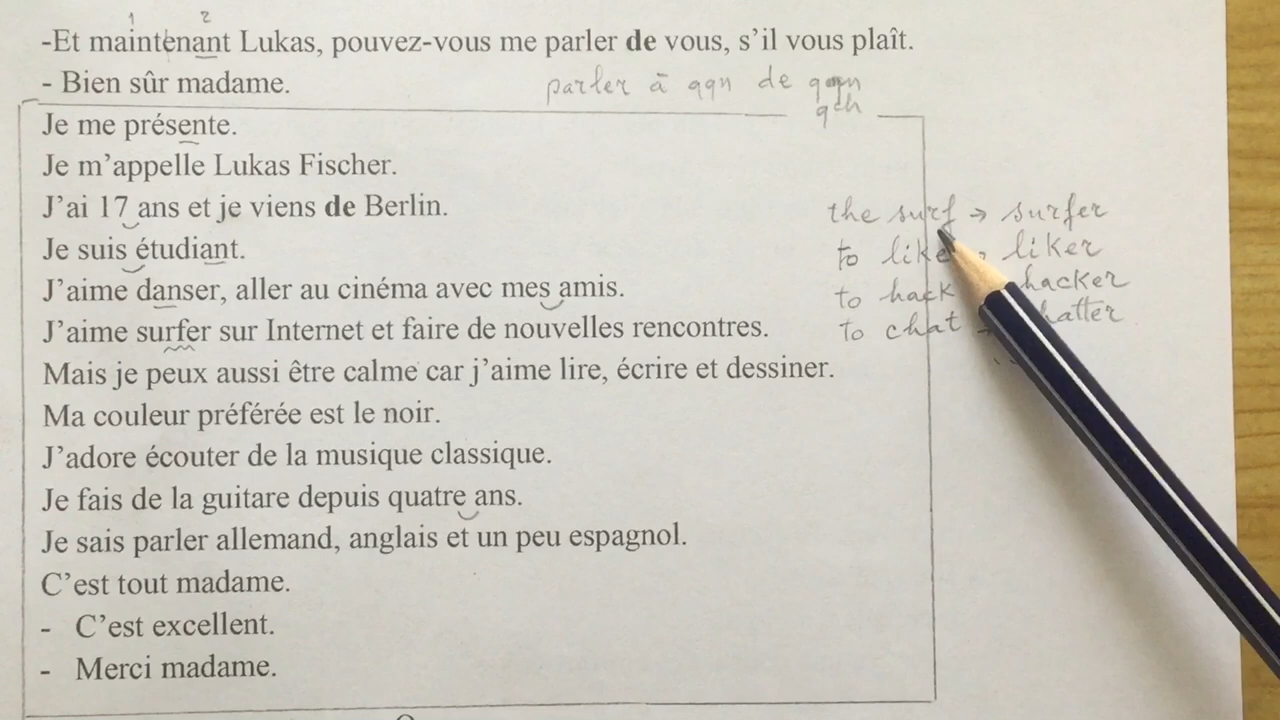 1 2
-Et maintenant Lukas, pouvez-vous me parler de vous, s'il vous plaît.
- Bien sûr madame.
parler à qqn de qqn
qch
Je me présente.
Je m'appelle Lukas Fischer.
J'ai 17 ans et je viens de Berlin.
the surf → surfer
Je suis étudiant.
to like → liker
J'aime danser, aller au cinéma avec mes amis.
to hack hacker
J'aime surfer sur Internet et faire de nouvelles rencontres.
to chat → chatter
Mais je peux aussi être calme car j'aime lire, écrire et dessiner.
Ma couleur préférée est le noir.
J'adore écouter de la musique classique.
Je fais de la guitare depuis quatre ans.
Je sais parler allemand, anglais et un peu espagnol.
C'est tout madame.
- C'est excellent.
- Merci madame.